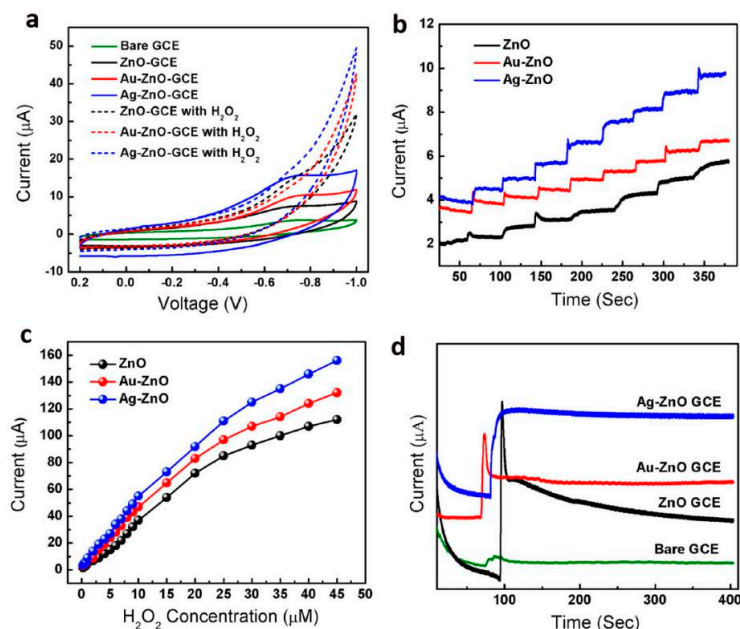 a
Bare GCE
ZnO-GCE
Au-ZnO-GCE
Ag-ZnO-GCE
ZnO-GCE with H₂O₂
Au-ZnO-GCE with H₂O₂
Ag-ZnO-GCE with H₂O₂
Current (μA)
50
40
30
20
10
0
-10
0.2 0.0 -0.2 -0.4 -0.6 -0.8 -1.0
Voltage (V)
b
ZnO
Au-ZnO
Ag-ZnO
Current (μA)
12
10
8
6
4
2
0
50 100 150 200 250 300 350
Time (Sec)
c
ZnO
Au-ZnO
Ag-ZnO
Current (μA)
160
140
120
100
80
60
40
20
0
0 5 10 15 20 25 30 35 40 45 50
H₂O₂ Concentration (μM)
d
Ag-ZnO GCE
Au-ZnO GCE
ZnO GCE
Bare GCE
Current (μA)
100 200 300 400
Time (Sec)